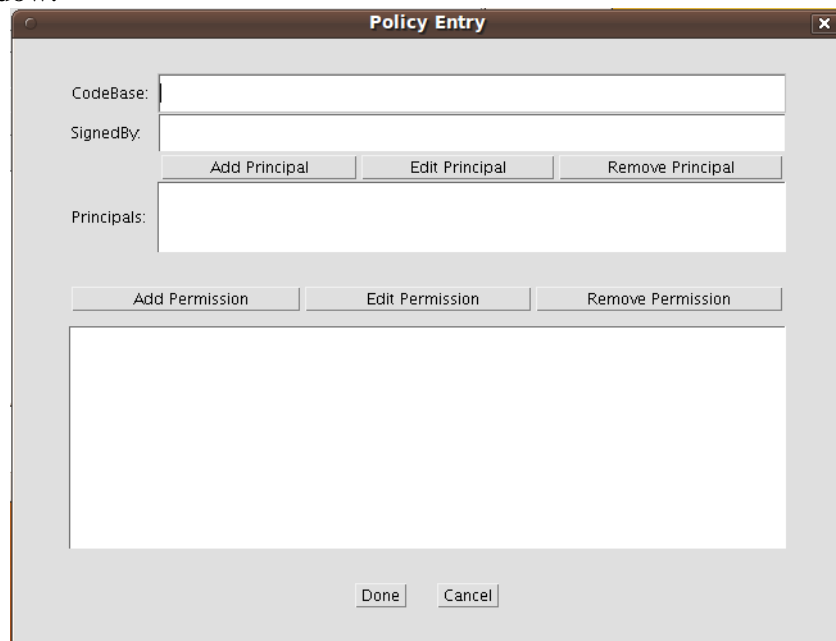 Policy Entry
CodeBase:
SignedBy:
Add Principal Edit Principal Remove Principal
Principals:
Add Permission Edit Permission Remove Permission
Done Cancel